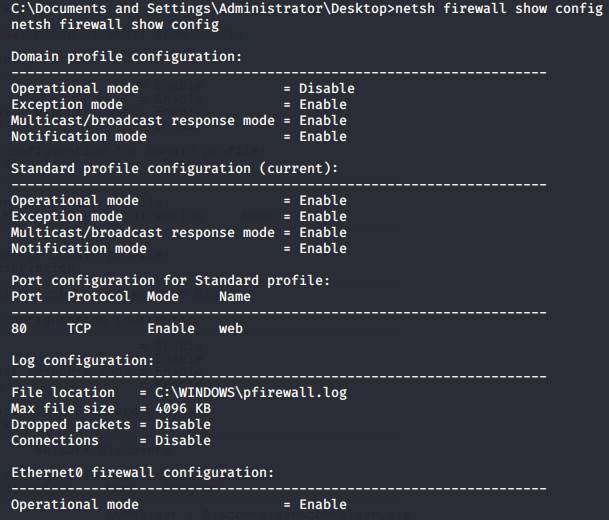 C:\Documents and Settings\Administrator\Desktop>netsh firewall show config
netsh firewall show config
Domain profile configuration:
-------------------------------------------------------------------
Operational mode                  = Disable
Exception mode                    = Enable
Multicast/broadcast response mode = Enable
Notification mode                 = Enable
Standard profile configuration (current):
-------------------------------------------------------------------
Operational mode                  = Enable
Exception mode                    = Enable
Multicast/broadcast response mode = Enable
Notification mode                 = Enable
Port configuration for Standard profile:
Port   Protocol  Mode     Name
-------------------------------------------------------------------
80     TCP       Enable   web
Log configuration:
-------------------------------------------------------------------
File location   = C:\WINDOWS\pfirewall.log
Max file size   = 4096 KB
Dropped packets = Disable
Connections     = Disable
Ethernet0 firewall configuration:
-------------------------------------------------------------------
Operational mode                  = Enable